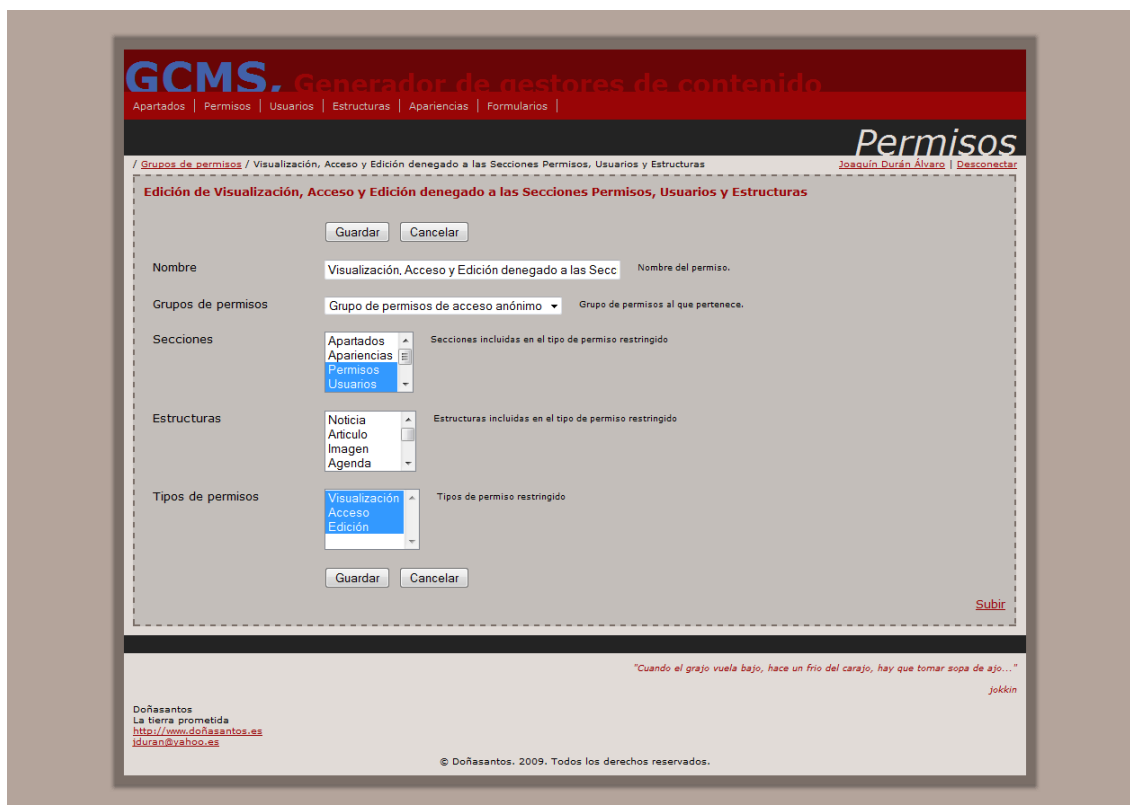 GCMS, Generador de gestores de contenido
Apartados | Permisos | Usuarios | Estructuras | Apariencias | Formularios |
Permisos
/ Grupos de permisos / Visualización, Acceso y Edición denegado a las Secciones Permisos, Usuarios y Estructuras
Joaquín Durán Álvaro | Desconectar
Edición de Visualización, Acceso y Edición denegado a las Secciones Permisos, Usuarios y Estructuras
Guardar Cancelar
Nombre Visualización, Acceso y Edición denegado a las Secc Nombre del permiso.
Grupos de permisos Grupo de permisos de acceso anónimo Grupo de permisos al que pertenece.
Secciones Apartados Secciones incluidas en el tipo de permiso restringido
Apariencias
Permisos
Usuarios
Estructuras Noticia Estructuras incluidas en el tipo de permiso restringido
Articulo
Imagen
Agenda
Tipos de permisos Visualización Tipos de permiso restringido
Acceso
Edición
Guardar Cancelar
Subir
"Cuando el grajo vuela bajo, hace un frio del carajo, hay que tomar sopa de ajo..."
jokkin
Doñasantos
La tierra prometida
http://www.doñasantos.es
jduran@yahoo.es
© Doñasantos. 2009. Todos los derechos reservados.